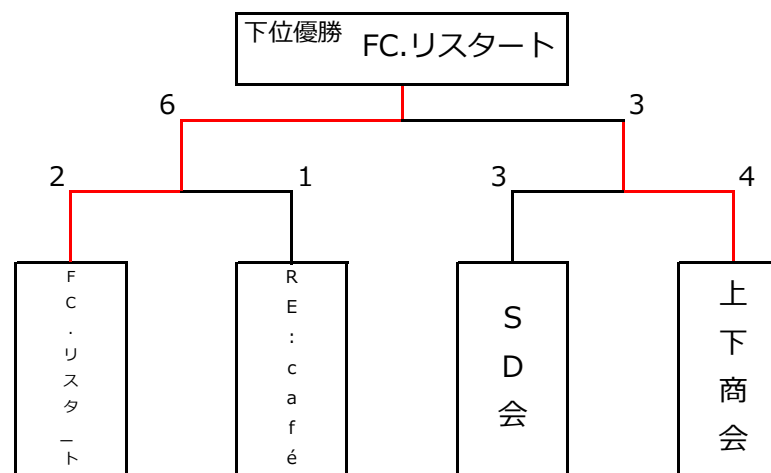 下位優勝 FC.リスタート
6 3
2 1 3 4
FC.リスタート
RE:café
SD会
上下商会